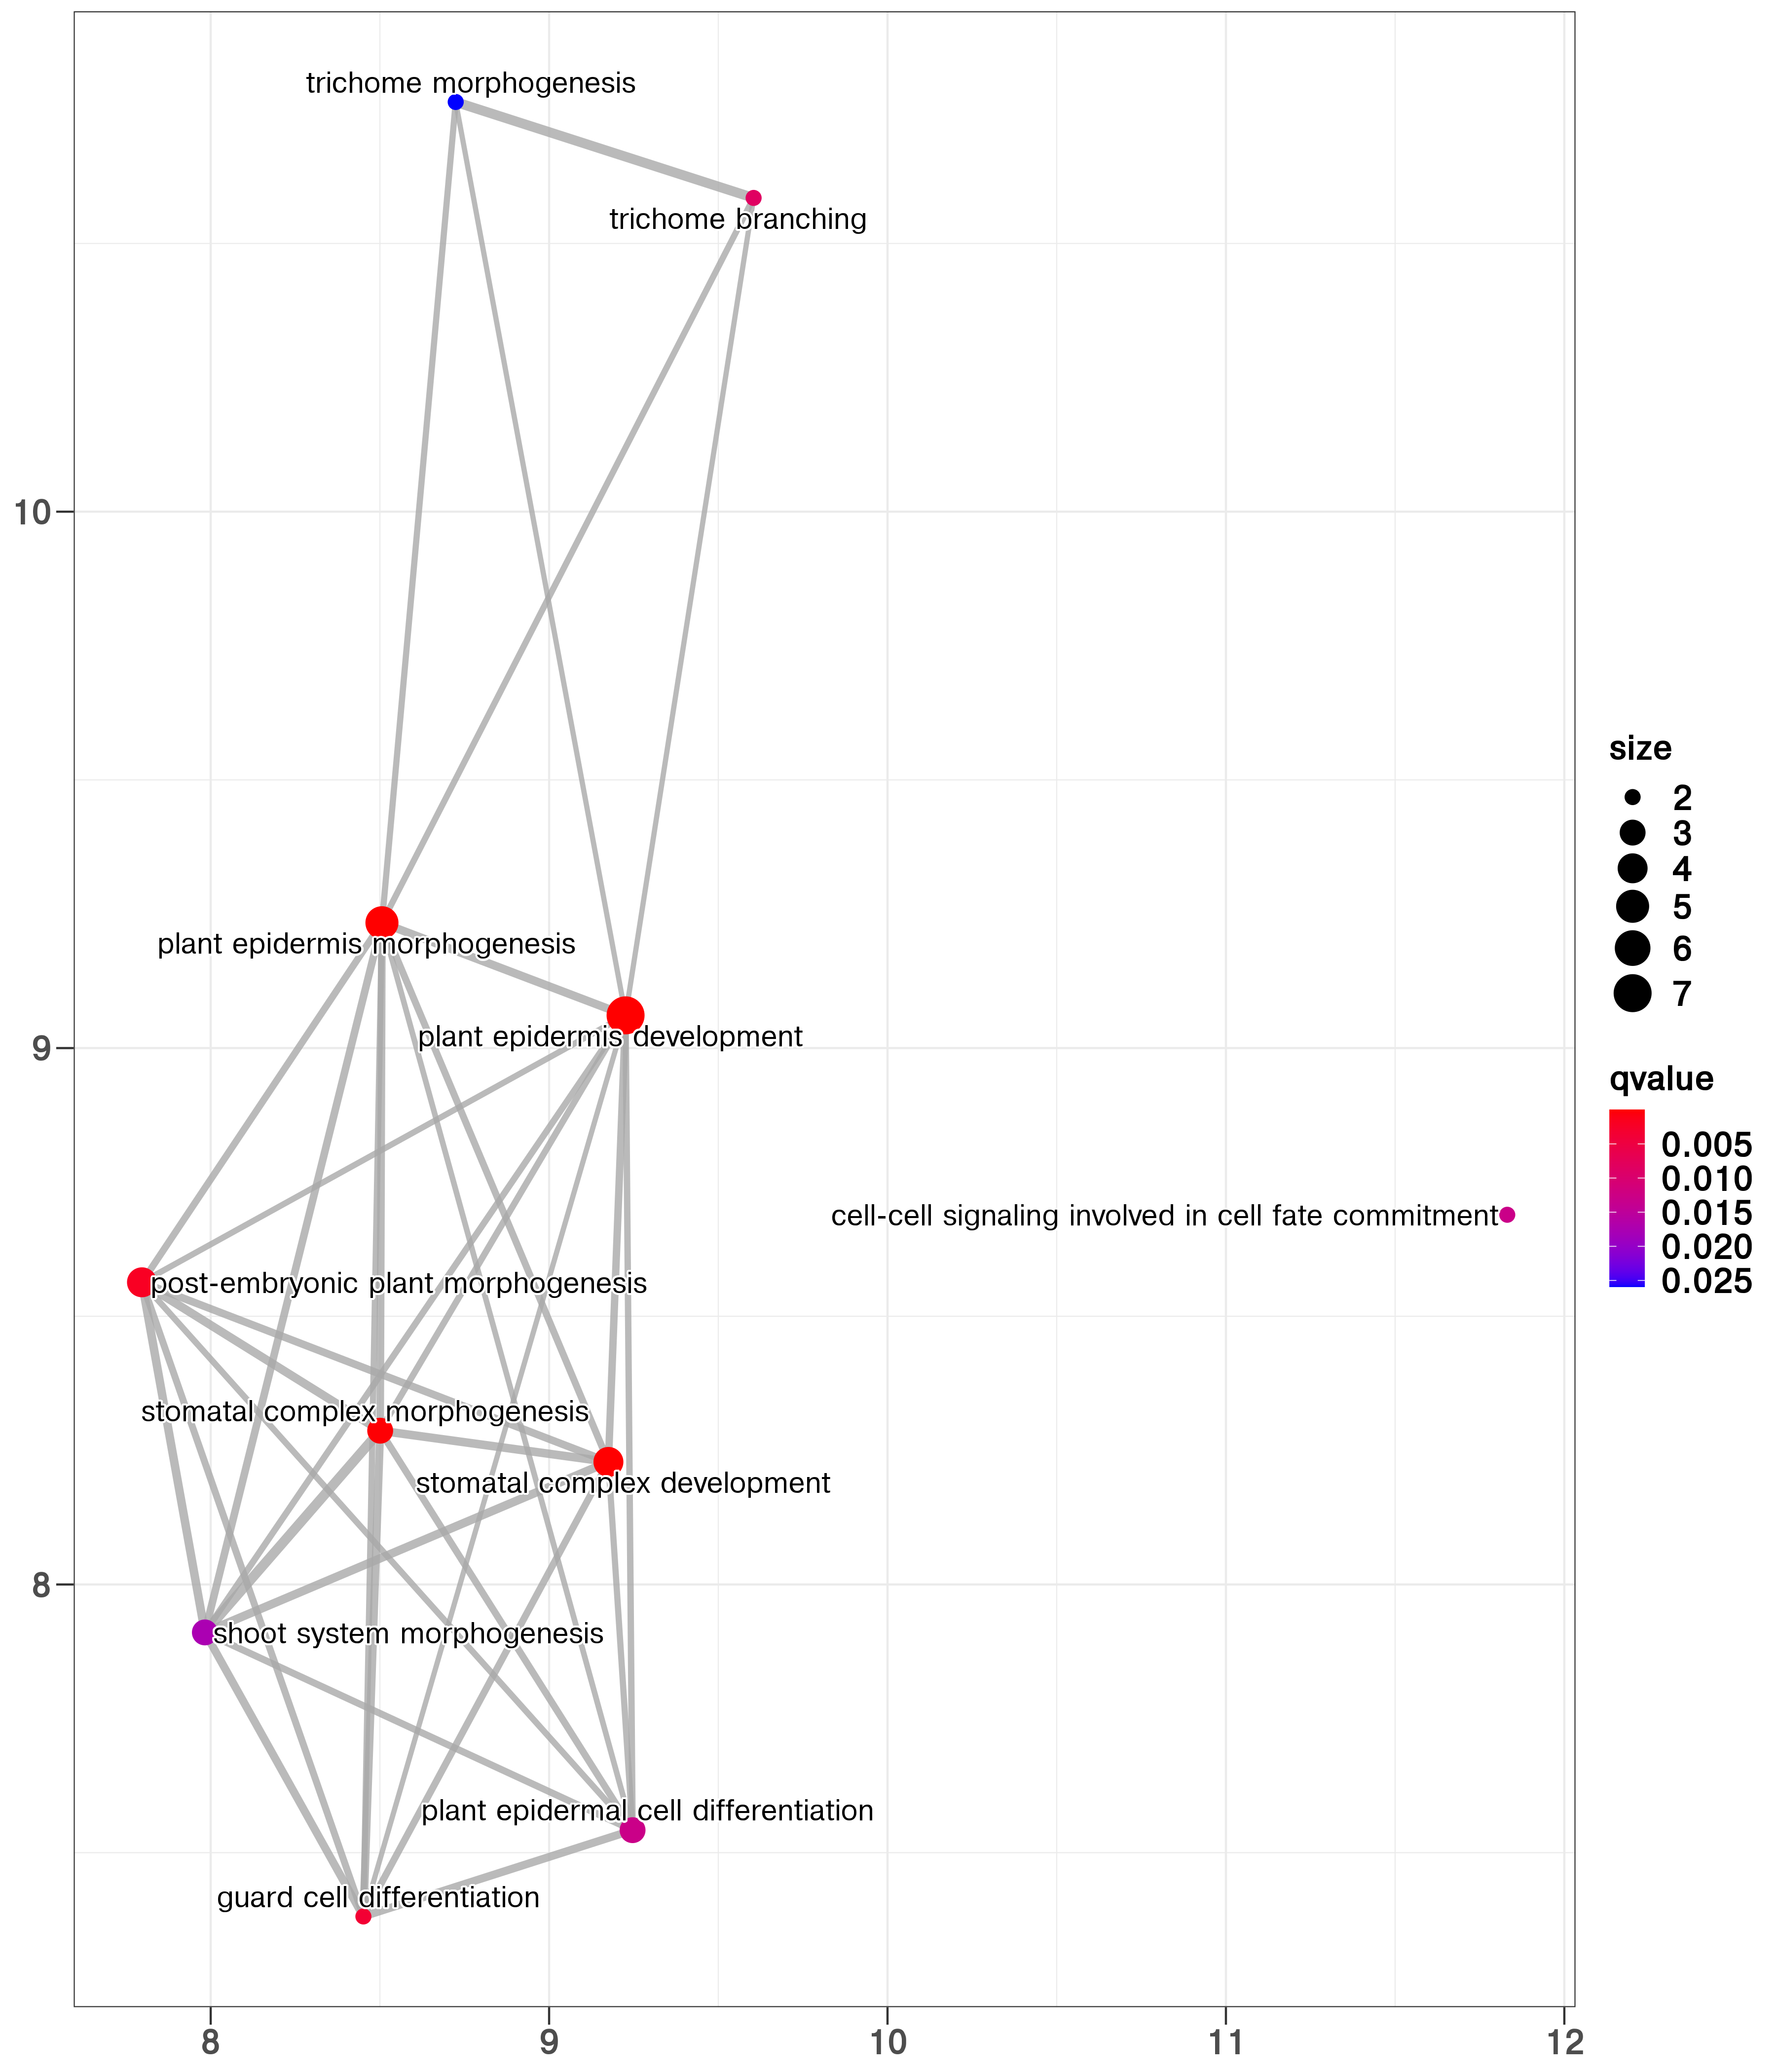 trichome morphogenesis
trichome branching
10
plant epidermis morphogenesis
plant epidermis development
9
cell-cell signaling involved in cell fate commitment
post-embryonic plant morphogenesis
stomatal complex morphogenesis
stomatal complex development
8
shoot system morphogenesis
plant epidermal cell differentiation
guard cell differentiation
8 9 10 11 12
size
2
3
4
5
6
7
qvalue
0.005
0.010
0.015
0.020
0.025